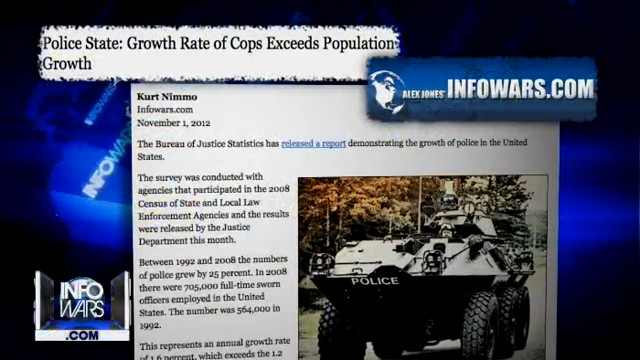 Police State: Growth Rate of Cops Exceeds Population
Growth
ALEX JONES' INFOWARS.COM
Kurt Nimmo
Infowars.com
November 1, 2012
The Bureau of Justice Statistics has released a report demonstrating the growth of police in the United
States.
The survey was conducted with
agencies that participated in the 2008
Census of State and Local Law
Enforcement Agencies and the results
were released by the Justice
Department this month.
Between 1992 and 2008 the numbers
of police grew by 25 percent. In 2008
there were 705,000 full-time sworn
officers employed in the United
States. The number was 564,000 in
1992.
This represents an annual growth rate
of 1.6 percent, which exceeds the 1.2
POLICE
INFOWARS
INFO
WARS
.COM